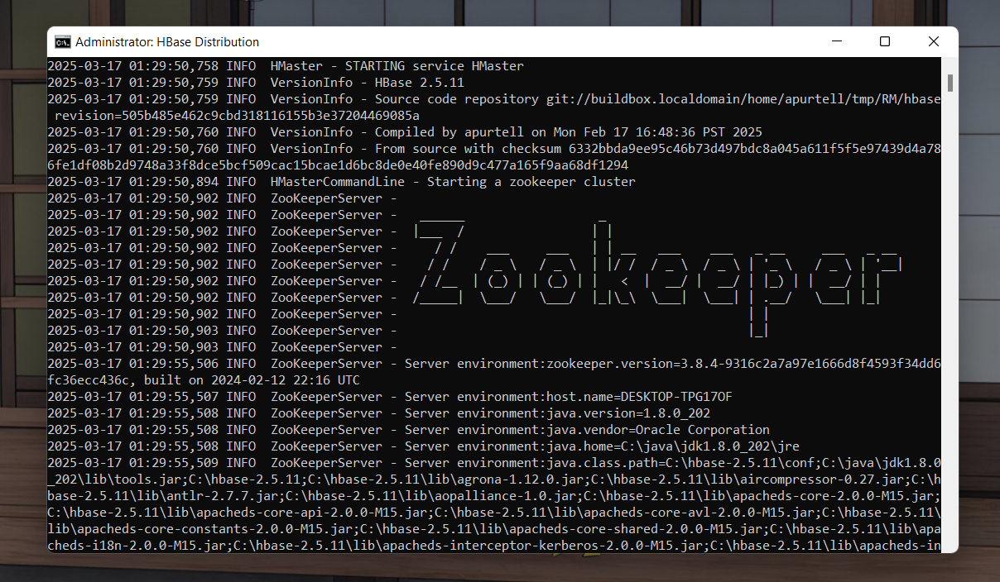 Administrator: HBase Distribution
2025-03-17 01:29:50,758 INFO  HMaster - STARTING service HMaster
2025-03-17 01:29:50,759 INFO  VersionInfo - HBase 2.5.11
2025-03-17 01:29:50,759 INFO  VersionInfo - Source code repository git://buildbox.localdomain/home/apurtell/tmp/RM/hbase
 revision=505b485e462c9cbd318116155b3e37204469085a
2025-03-17 01:29:50,760 INFO  VersionInfo - Compiled by apurtell on Mon Feb 17 16:48:36 PST 2025
2025-03-17 01:29:50,760 INFO  VersionInfo - From source with checksum 6332bbda9ee95c46b73d497bdc8a045a611f5f5e97439d4a78
6fe1df08b2d9748a33f8dce5bcf509cac15bcae1d6bc8de0e40fe890d9c477a165f9aa68df1294
2025-03-17 01:29:50,894 INFO  HMasterCommandLine - Starting a zookeeper cluster
2025-03-17 01:29:50,902 INFO  ZooKeeperServer -
2025-03-17 01:29:50,902 INFO  ZooKeeperServer -   ______                  _
2025-03-17 01:29:50,902 INFO  ZooKeeperServer -  |___  /                 | |
2025-03-17 01:29:50,902 INFO  ZooKeeperServer -     / /    ___     ___   | | __   ___    ___   _ __     ___   _ __
2025-03-17 01:29:50,902 INFO  ZooKeeperServer -    / /    / _ \   / _ \  | |/ /  / _ \  / _ \ | '_ \   / _ \ | '__|
2025-03-17 01:29:50,902 INFO  ZooKeeperServer -   / /__  | (_) | | (_) | |   <  |  __/ |  __/ | |_) | |  __/ | |
2025-03-17 01:29:50,902 INFO  ZooKeeperServer -  /_____|  \___/   \___/  |_|\_\  \___|  \___| | .__/   \___| |_|
2025-03-17 01:29:50,902 INFO  ZooKeeperServer -                                               | |
2025-03-17 01:29:50,903 INFO  ZooKeeperServer -                                               |_|
2025-03-17 01:29:50,903 INFO  ZooKeeperServer -
2025-03-17 01:29:55,506 INFO  ZooKeeperServer - Server environment:zookeeper.version=3.8.4-9316c2a7a97e1666d8f4593f34dd6
fc36ecc436c, built on 2024-02-12 22:16 UTC
2025-03-17 01:29:55,507 INFO  ZooKeeperServer - Server environment:host.name=DESKTOP-TPG17OF
2025-03-17 01:29:55,508 INFO  ZooKeeperServer - Server environment:java.version=1.8.0_202
2025-03-17 01:29:55,508 INFO  ZooKeeperServer - Server environment:java.vendor=Oracle Corporation
2025-03-17 01:29:55,508 INFO  ZooKeeperServer - Server environment:java.home=C:\java\jdk1.8.0_202\jre
2025-03-17 01:29:55,509 INFO  ZooKeeperServer - Server environment:java.class.path=C:\hbase-2.5.11\conf;C:\java\jdk1.8.0
_202\lib\tools.jar;C:\hbase-2.5.11;C:\hbase-2.5.11\lib\agrona-1.12.0.jar;C:\hbase-2.5.11\lib\aircompressor-0.27.jar;C:\h
base-2.5.11\lib\antlr-2.7.7.jar;C:\hbase-2.5.11\lib\aopalliance-1.0.jar;C:\hbase-2.5.11\lib\apacheds-core-2.0.0-M15.jar;
C:\hbase-2.5.11\lib\apacheds-core-api-2.0.0-M15.jar;C:\hbase-2.5.11\lib\apacheds-core-avl-2.0.0-M15.jar;C:\hbase-2.5.11\
lib\apacheds-core-constants-2.0.0-M15.jar;C:\hbase-2.5.11\lib\apacheds-core-shared-2.0.0-M15.jar;C:\hbase-2.5.11\lib\apa
cheds-i18n-2.0.0-M15.jar;C:\hbase-2.5.11\lib\apacheds-interceptor-kerberos-2.0.0-M15.jar;C:\hbase-2.5.11\lib\apacheds-in